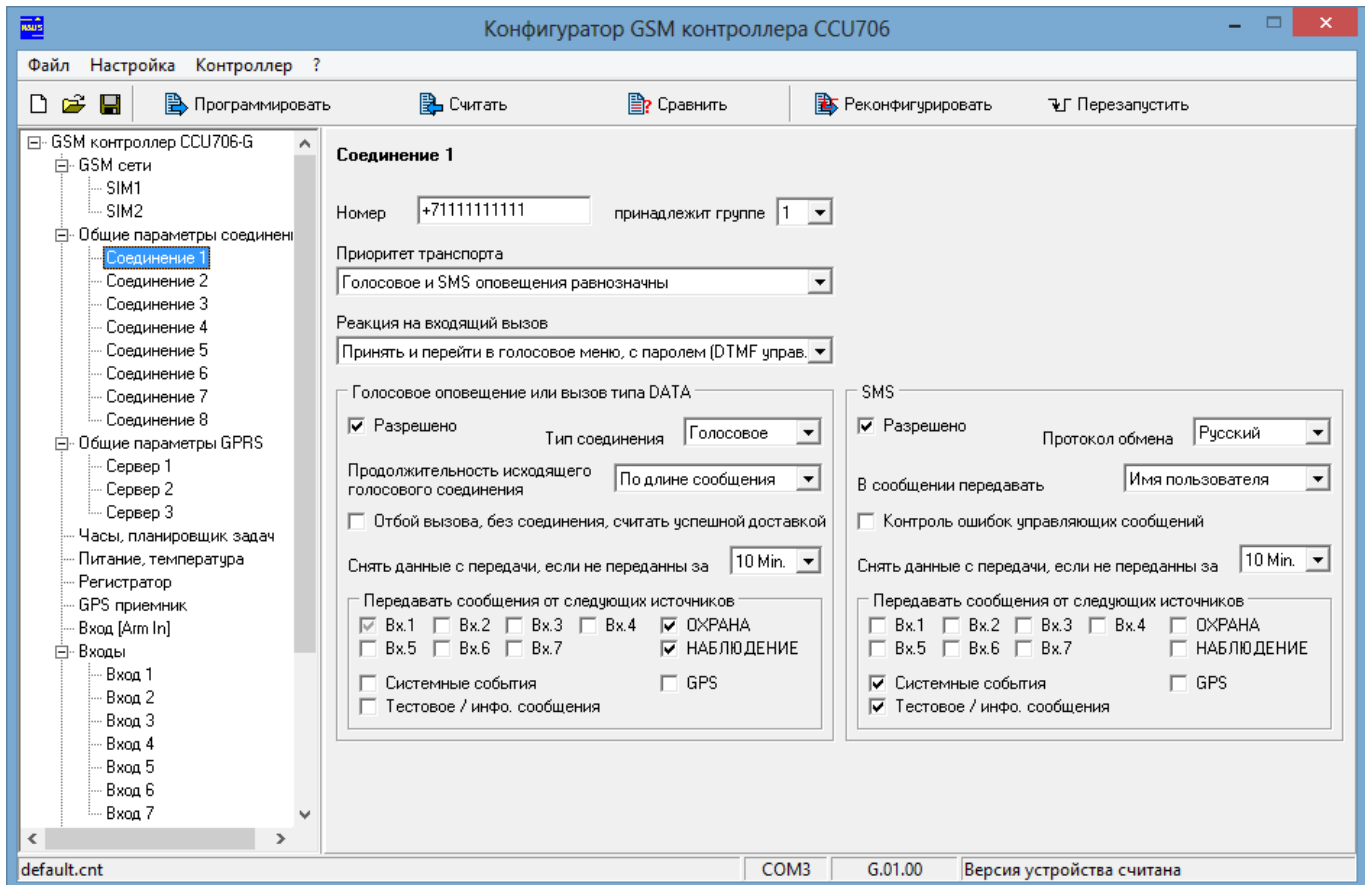 Конфигуратор GSM контроллера CCU706
Файл Настройка Контроллер ?
Программировать Считать Сравнить Реконфигурировать Перезапустить
GSM контроллер CCU706-G
GSM сети
SIM1
SIM2
Общие параметры соединени
Соединение 1
Соединение 2
Соединение 3
Соединение 4
Соединение 5
Соединение 6
Соединение 7
Соединение 8
Общие параметры GPRS
Сервер 1
Сервер 2
Сервер 3
Часы, планировщик задач
Питание, температура
Регистратор
GPS приемник
Вход [Arm In]
Входы
Вход 1
Вход 2
Вход 3
Вход 4
Вход 5
Вход 6
Вход 7
Соединение 1
Номер +71111111111 принадлежит группе 1
Приоритет транспорта
Голосовое и SMS оповещения равнозначны
Реакция на входящий вызов
Принять и перейти в голосовое меню, с паролем (DTMF управ.
Голосовое оповещение или вызов типа DATA
Разрешено Тип соединения Голосовое
Продолжительность исходящего
голосового соединения По длине сообщения
Отбой вызова, без соединения, считать успешной доставкой
Снять данные с передачи, если не переданны за 10 Min.
Передавать сообщения от следующих источников
Вх.1 Вх.2 Вх.3 Вх.4 ОХРАНА
Вх.5 Вх.6 Вх.7 НАБЛЮДЕНИЕ
Системные события GPS
Тестовое / инфо. сообщения
SMS
Разрешено Протокол обмена Русский
В сообщении передавать Имя пользователя
Контроль ошибок управляющих сообщений
Снять данные с передачи, если не переданны за 10 Min.
Передавать сообщения от следующих источников
Вх.1 Вх.2 Вх.3 Вх.4 ОХРАНА
Вх.5 Вх.6 Вх.7 НАБЛЮДЕНИЕ
Системные события GPS
Тестовое / инфо. сообщения
default.cnt COM3 G.01.00 Версия устройства считана